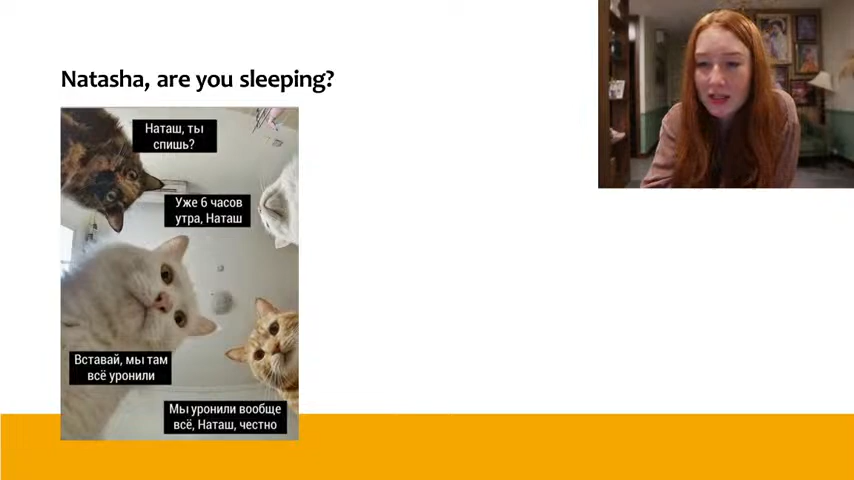 Natasha, are you sleeping?
Наташ, ты
спишь?
Уже 6 часов
утра, Наташ
Вставай, мы там
всё уронили
Мы уронили вообще
всё, Наташ, честно